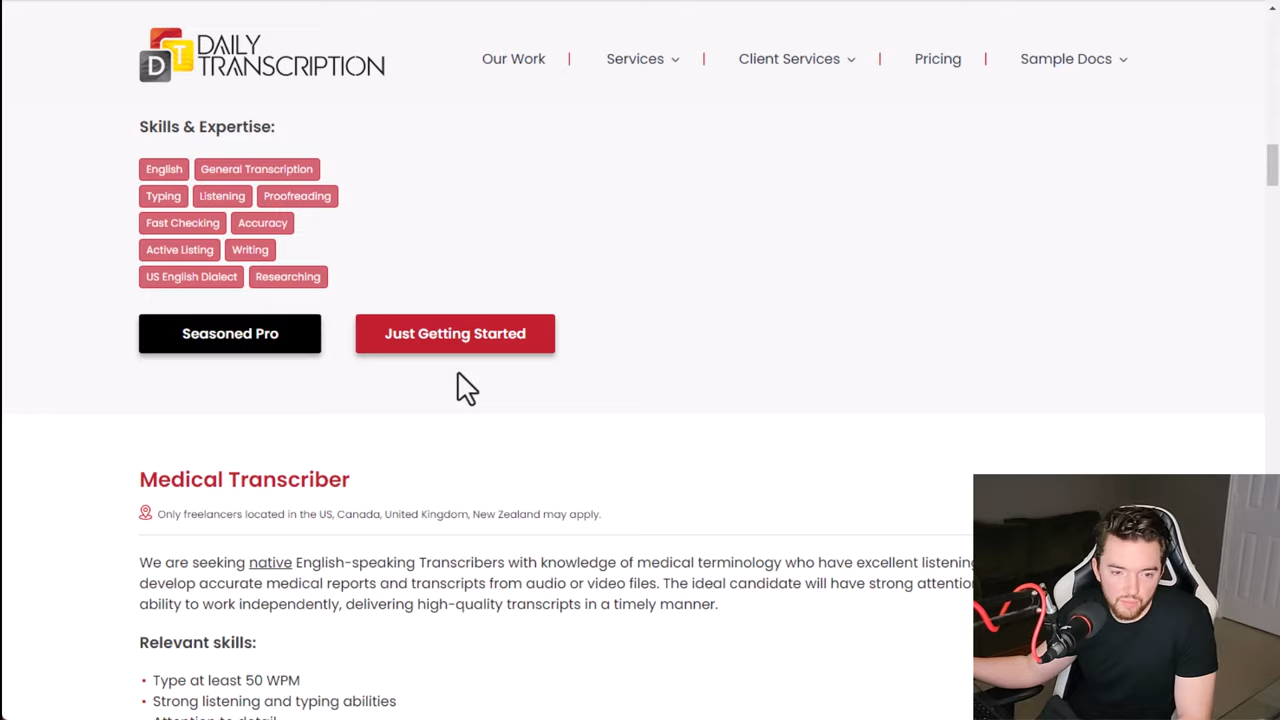 DAILY
TRANSCRIPTION
DT
Our Work | Services | Client Services | Pricing | Sample Docs
Skills & Expertise:
English General Transcription
Typing Listening Proofreading
Fast Checking Accuracy
Active Listing Writing
US English Dialect Researching
Seasoned Pro Just Getting Started
Medical Transcriber
Only freelancers located in the US, Canada, United Kingdom, New Zealand may apply.
We are seeking native English-speaking Transcribers with knowledge of medical terminology who have excellent listening
develop accurate medical reports and transcripts from audio or video files. The ideal candidate will have strong attention
ability to work independently, delivering high-quality transcripts in a timely manner.
Relevant skills:
• Type at least 50 WPM
• Strong listening and typing abilities
• Attention to detail